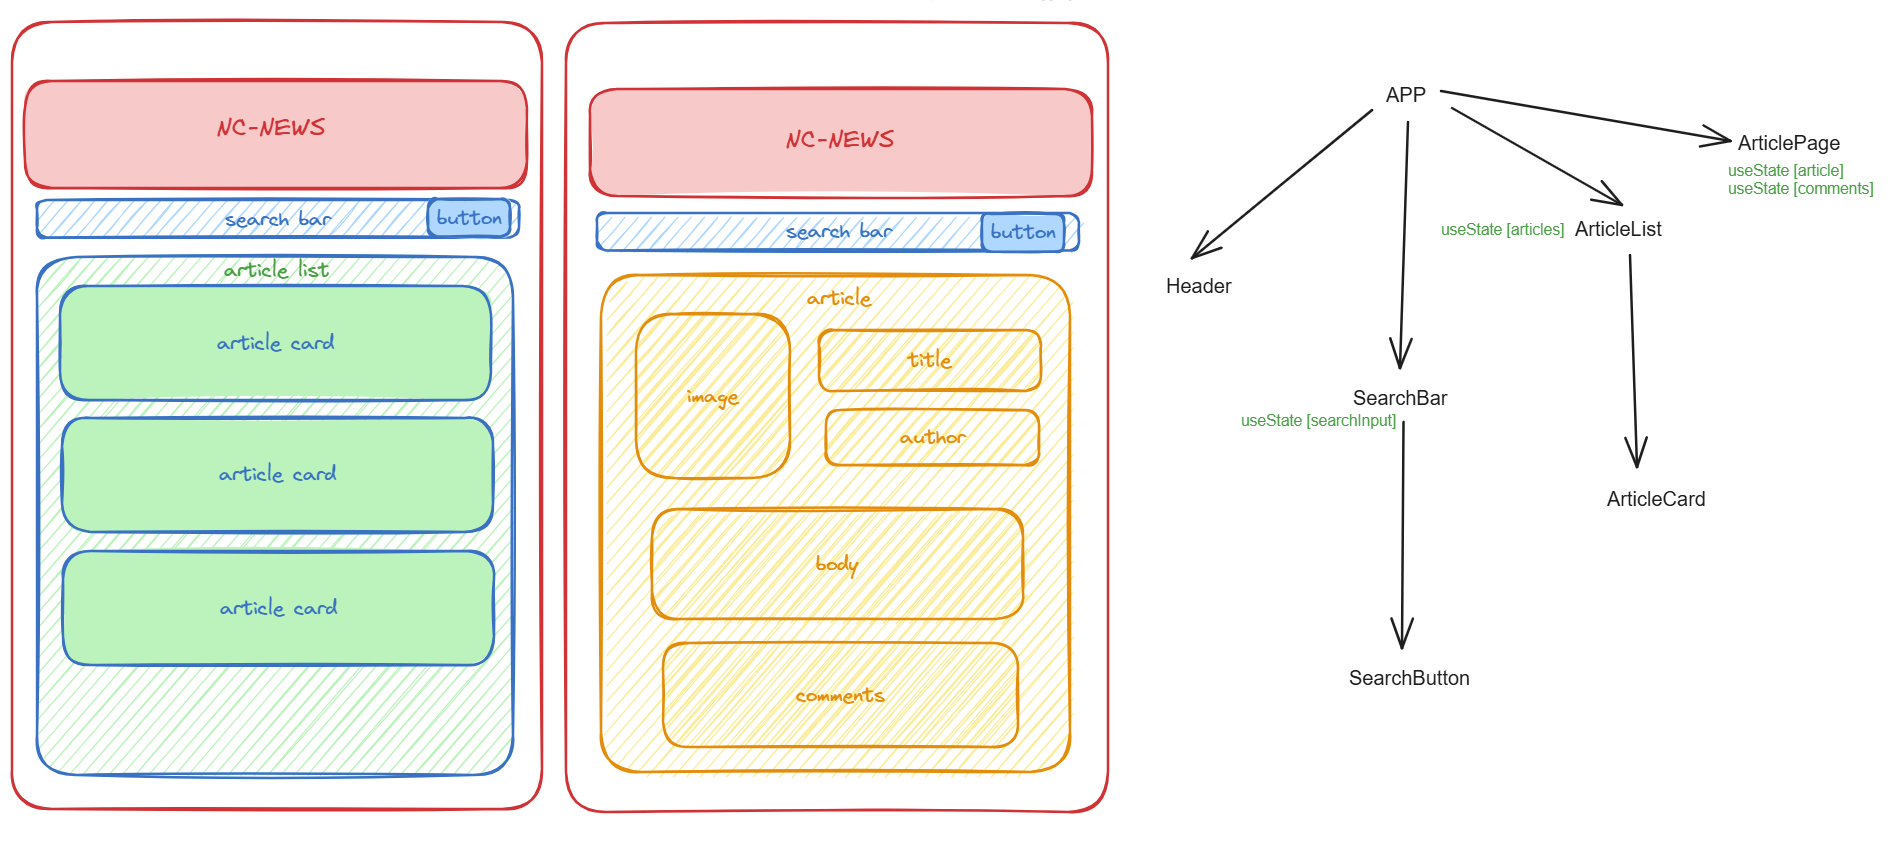 NC-NEWS
search bar
button
article list
article card
article card
article card
NC-NEWS
search bar
button
article
image
title
author
body
comments
APP
ArticlePage
useState [article]
useState [comments]
useState [articles]
ArticleList
Header
SearchBar
useState [searchInput]
ArticleCard
SearchButton